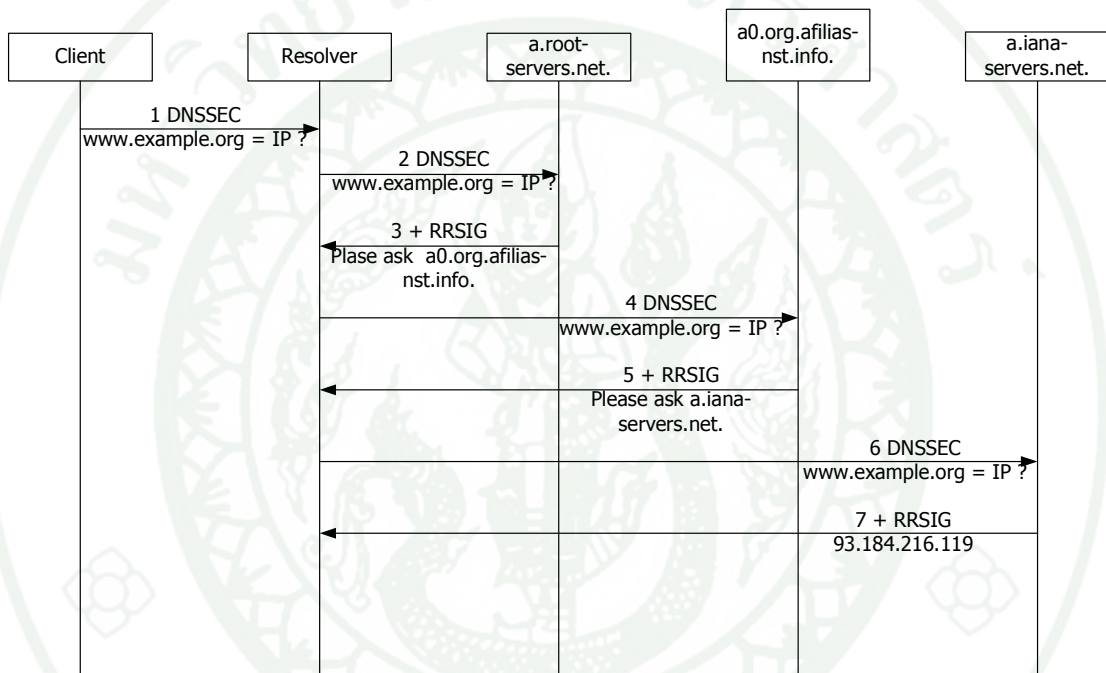 Client
Resolver
a.root-
servers.net.
a0.org.afilias-
nst.info.
a.iana-
servers.net.
1 DNSSEC
www.example.org = IP ?
2 DNSSEC
www.example.org = IP ?
3 + RRSIG
Plase ask  a0.org.afilias-
nst.info.
4 DNSSEC
www.example.org = IP ?
5 + RRSIG
Please ask a.iana-
servers.net.
6 DNSSEC
www.example.org = IP ?
7 + RRSIG
93.184.216.119